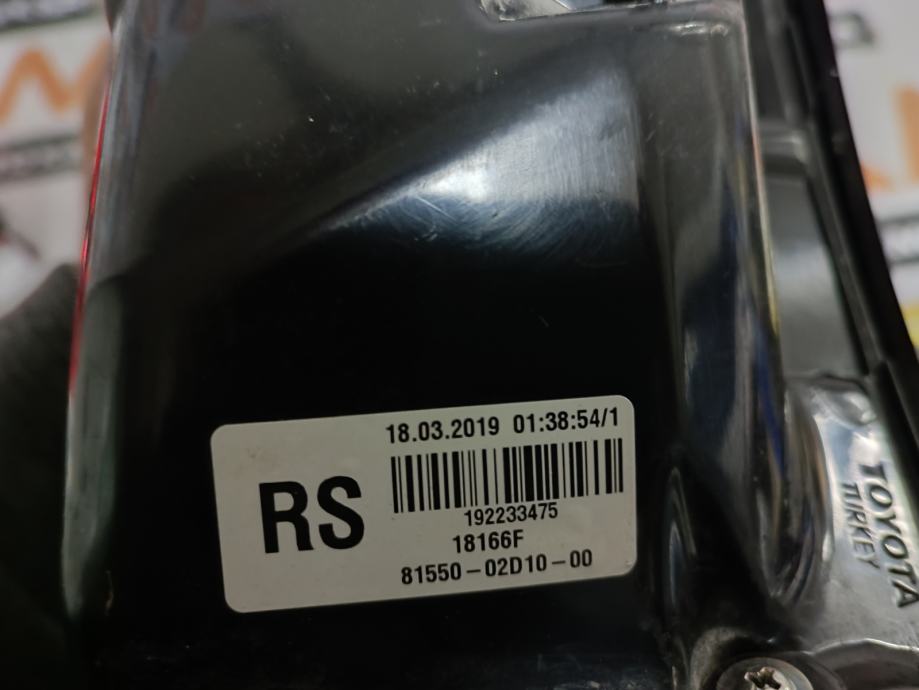 18.03.2019 01:38:54/1
RS
192233475
18166F
81550-02D10-00
TOYOTA
TURKEY